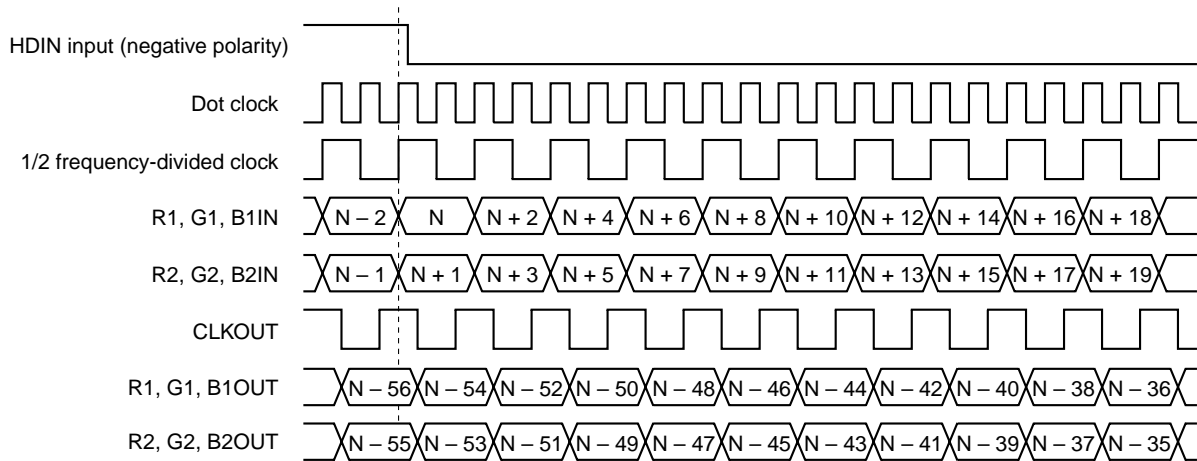 HDIN input (negative polarity)
Dot clock
1/2 frequency-divided clock
R1, G1, B1IN N – 2 N N + 2 N + 4 N + 6 N + 8 N + 10 N + 12 N + 14 N + 16 N + 18
R2, G2, B2IN N – 1 N + 1 N + 3 N + 5 N + 7 N + 9 N + 11 N + 13 N + 15 N + 17 N + 19
CLKOUT
R1, G1, B1OUT N – 56 N – 54 N – 52 N – 50 N – 48 N – 46 N – 44 N – 42 N – 40 N – 38 N – 36
R2, G2, B2OUT N – 55 N – 53 N – 51 N – 49 N – 47 N – 45 N – 43 N – 41 N – 39 N – 37 N – 35